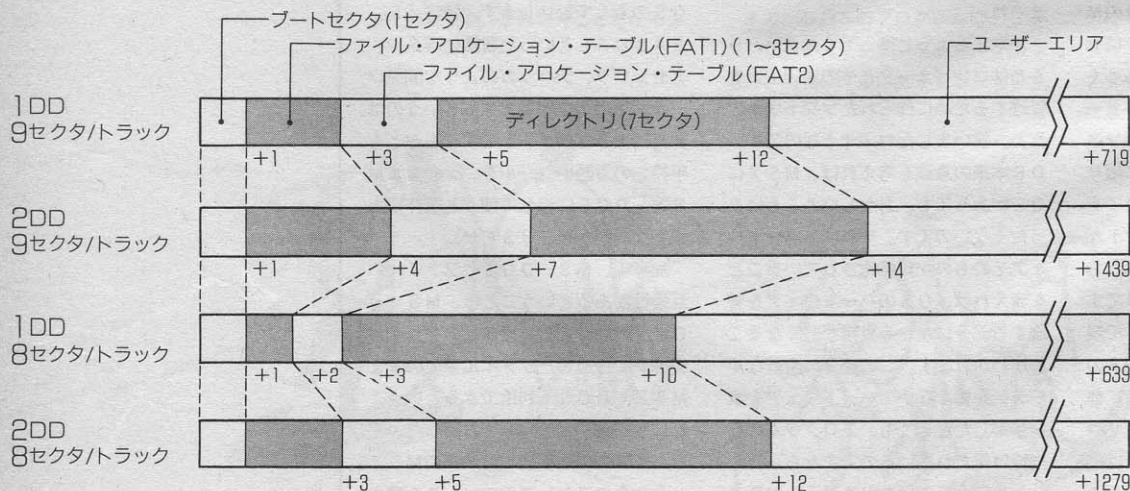 ブートセクタ(1セクタ)
ファイル・アロケーション・テーブル(FAT1)(1~3セクタ)
ユーザーエリア
ファイル・アロケーション・テーブル(FAT2)
1DD
9セクタ/トラック
ディレクトリ(7セクタ)
+1 +3 +5 +12 +719
2DD
9セクタ/トラック
+1 +4 +7 +14 +1439
1DD
8セクタ/トラック
+1 +2 +3 +10 +639
2DD
8セクタ/トラック
+3 +5 +12 +1279